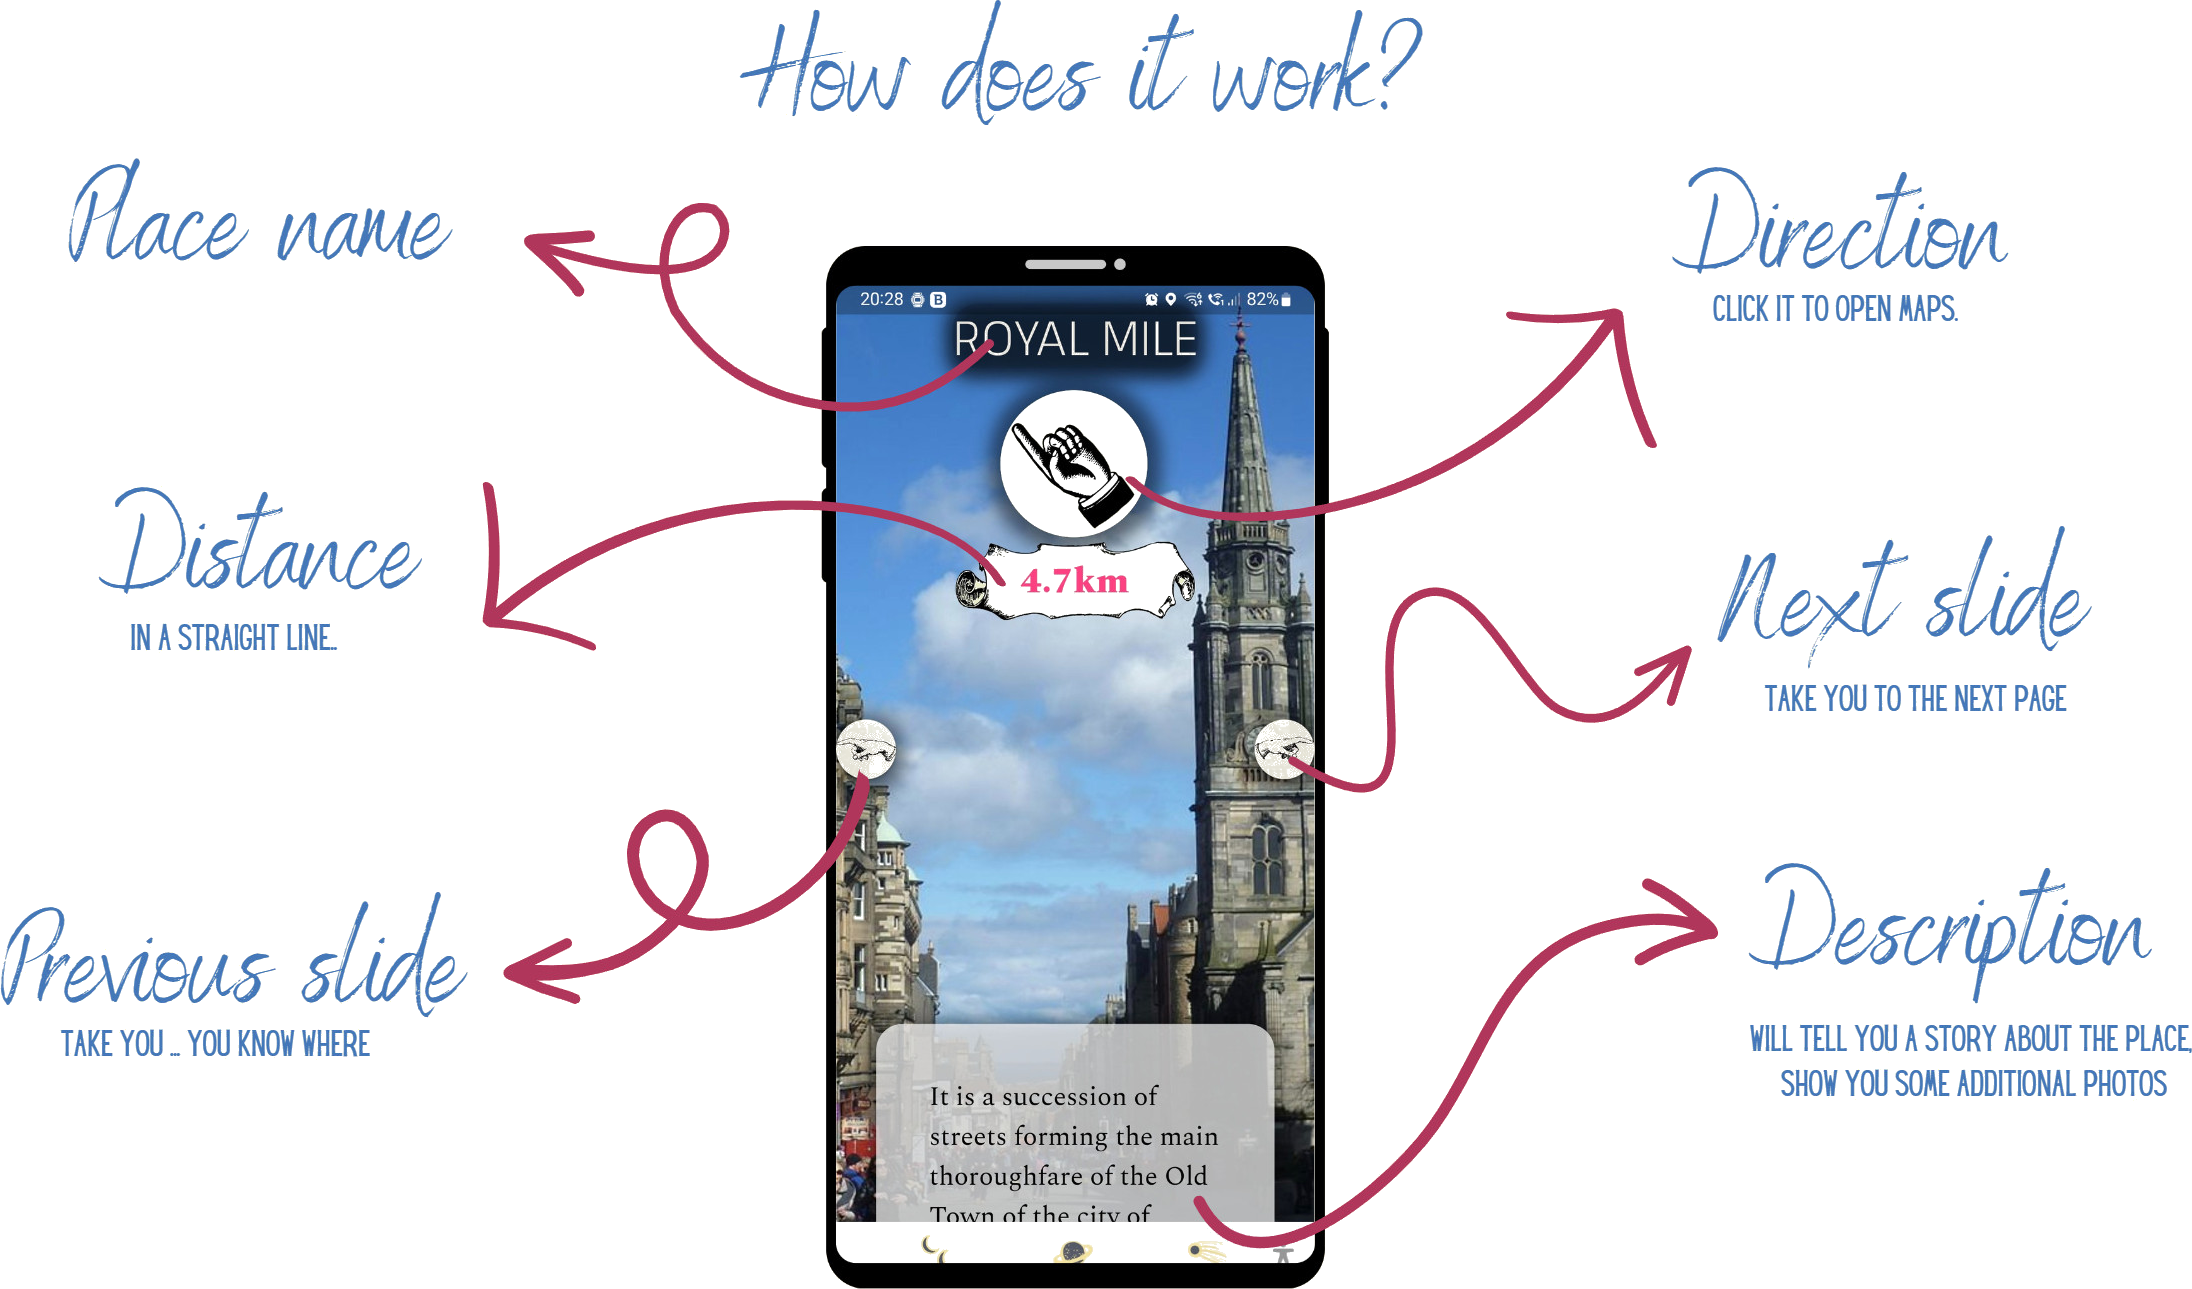 How does it work?
Place name
Direction
CLICK IT TO OPEN MAPS.
20:28 B 82%
ROYAL MILE
Distance
IN A STRAIGHT LINE..
4.7km
Next slide
TAKE YOU TO THE NEXT PAGE
Previous slide
TAKE YOU ... YOU KNOW WHERE
Description
WILL TELL YOU A STORY ABOUT THE PLACE,
SHOW YOU SOME ADDITIONAL PHOTOS
It is a succession of
streets forming the main
thoroughfare of the Old
Town of the city of